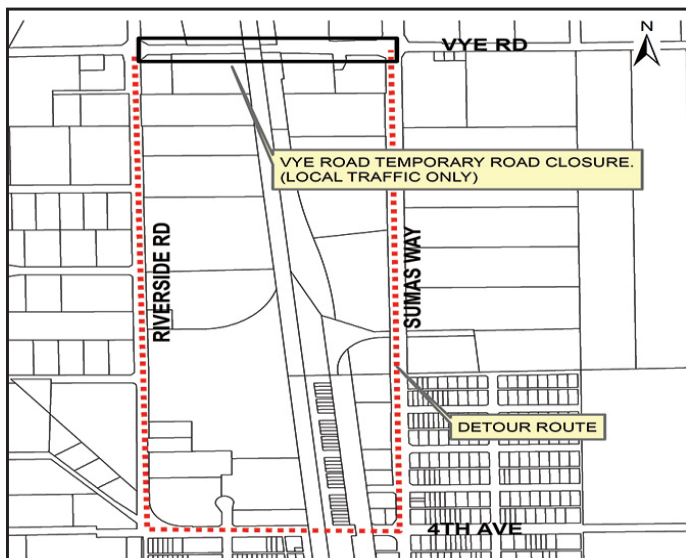 N
VYE RD
VYE ROAD TEMPORARY ROAD CLOSURE.
(LOCAL TRAFFIC ONLY)
RIVERSIDE RD
SUMAS WAY
DETOUR ROUTE
4TH AVE